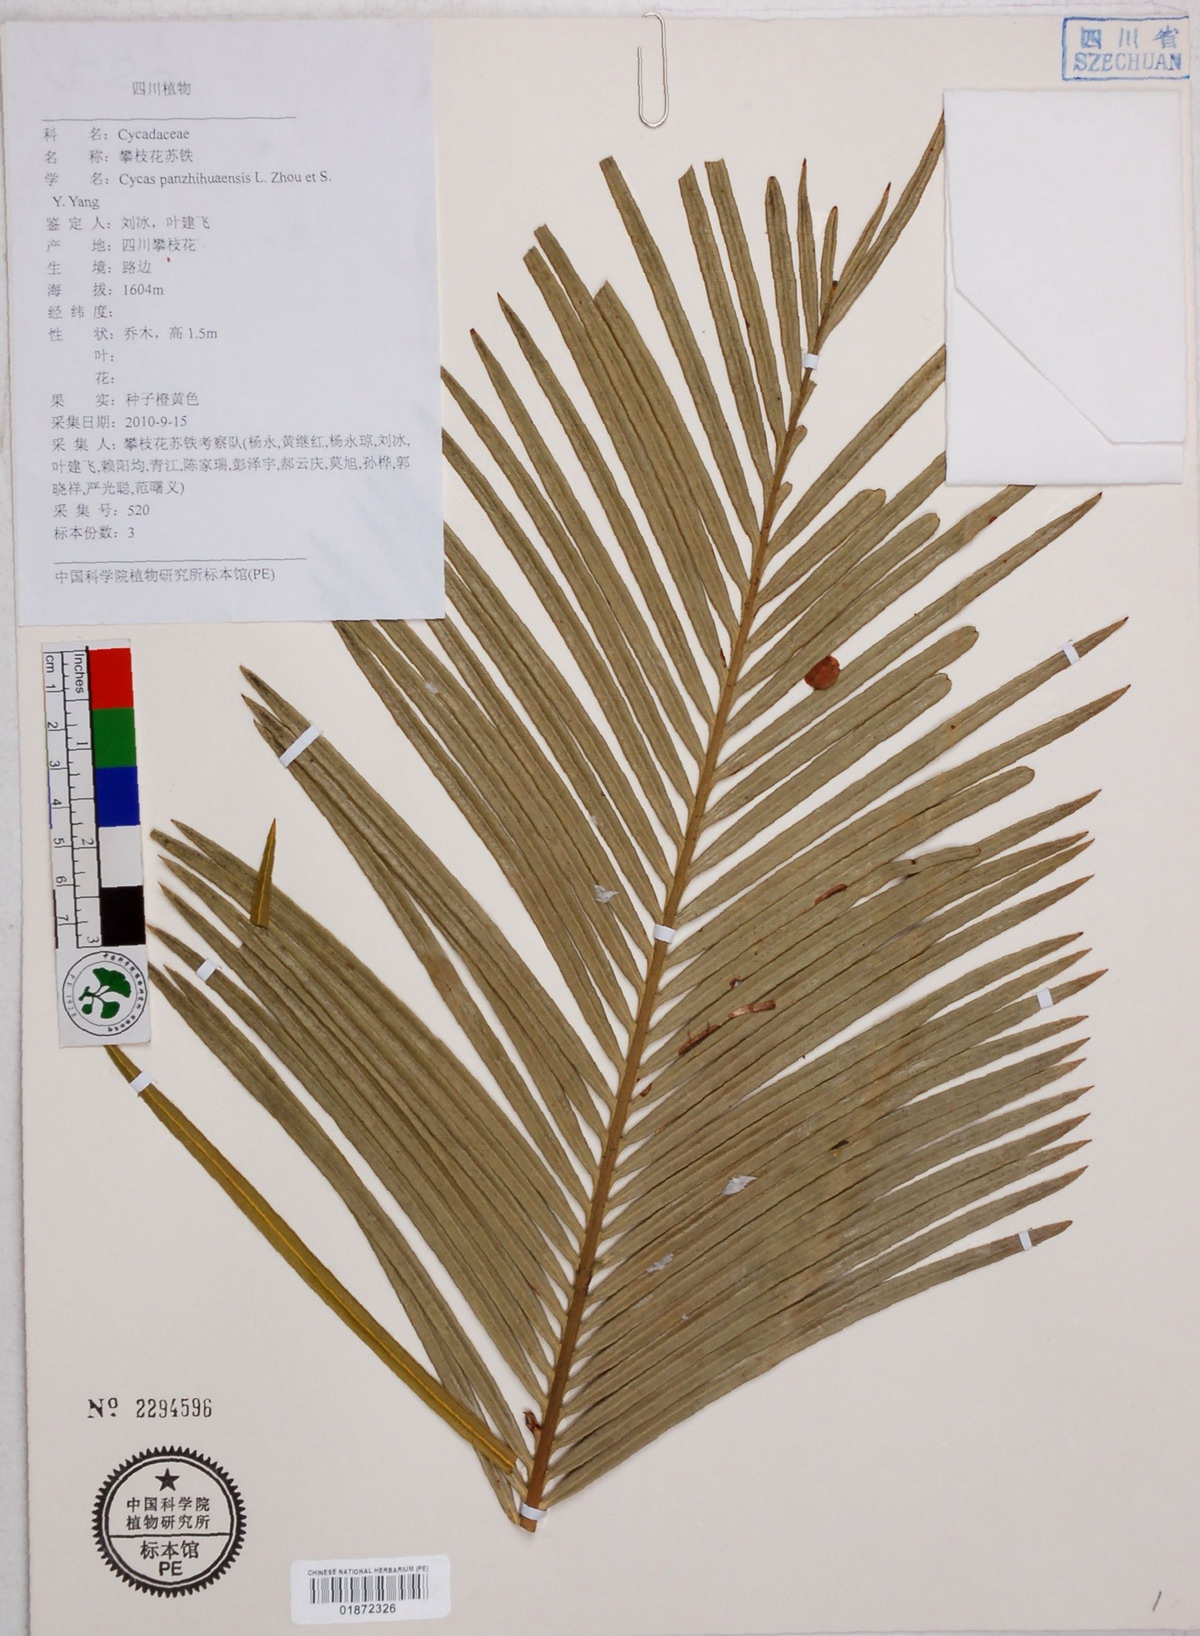 四川省
SZECHUAN
四川植物
科 名：Cycadaceae
名 称：攀枝花苏铁
学 名：Cycas panzhihuaensis L. Zhou et S.
Y. Yang
鉴 定 人：刘冰，叶建飞
产 地：四川攀枝花
生 境：路边
海 拔：1604m
经 纬 度：
性 状：乔木，高 1.5m
叶：
花：
果 实：种子橙黄色
采集日期：2010-9-15
采 集 人：攀枝花苏铁考察队(杨永,黄继红,杨永琼,刘冰,
叶建飞,赖阳均,青江,陈家瑞,彭泽宇,郝云庆,莫旭,孙桦,郭
晓祥,严光聪,范曙义)
采 集 号：520
标本份数：3
中国科学院植物研究所标本馆(PE)
cm 1 2 3 4 5 6 7
inches 1 2 3
Nº 2294596
中国科学院
植物研究所
标本馆
PE
CHINESE NATIONAL HERBARIUM (PE)
01872326
1